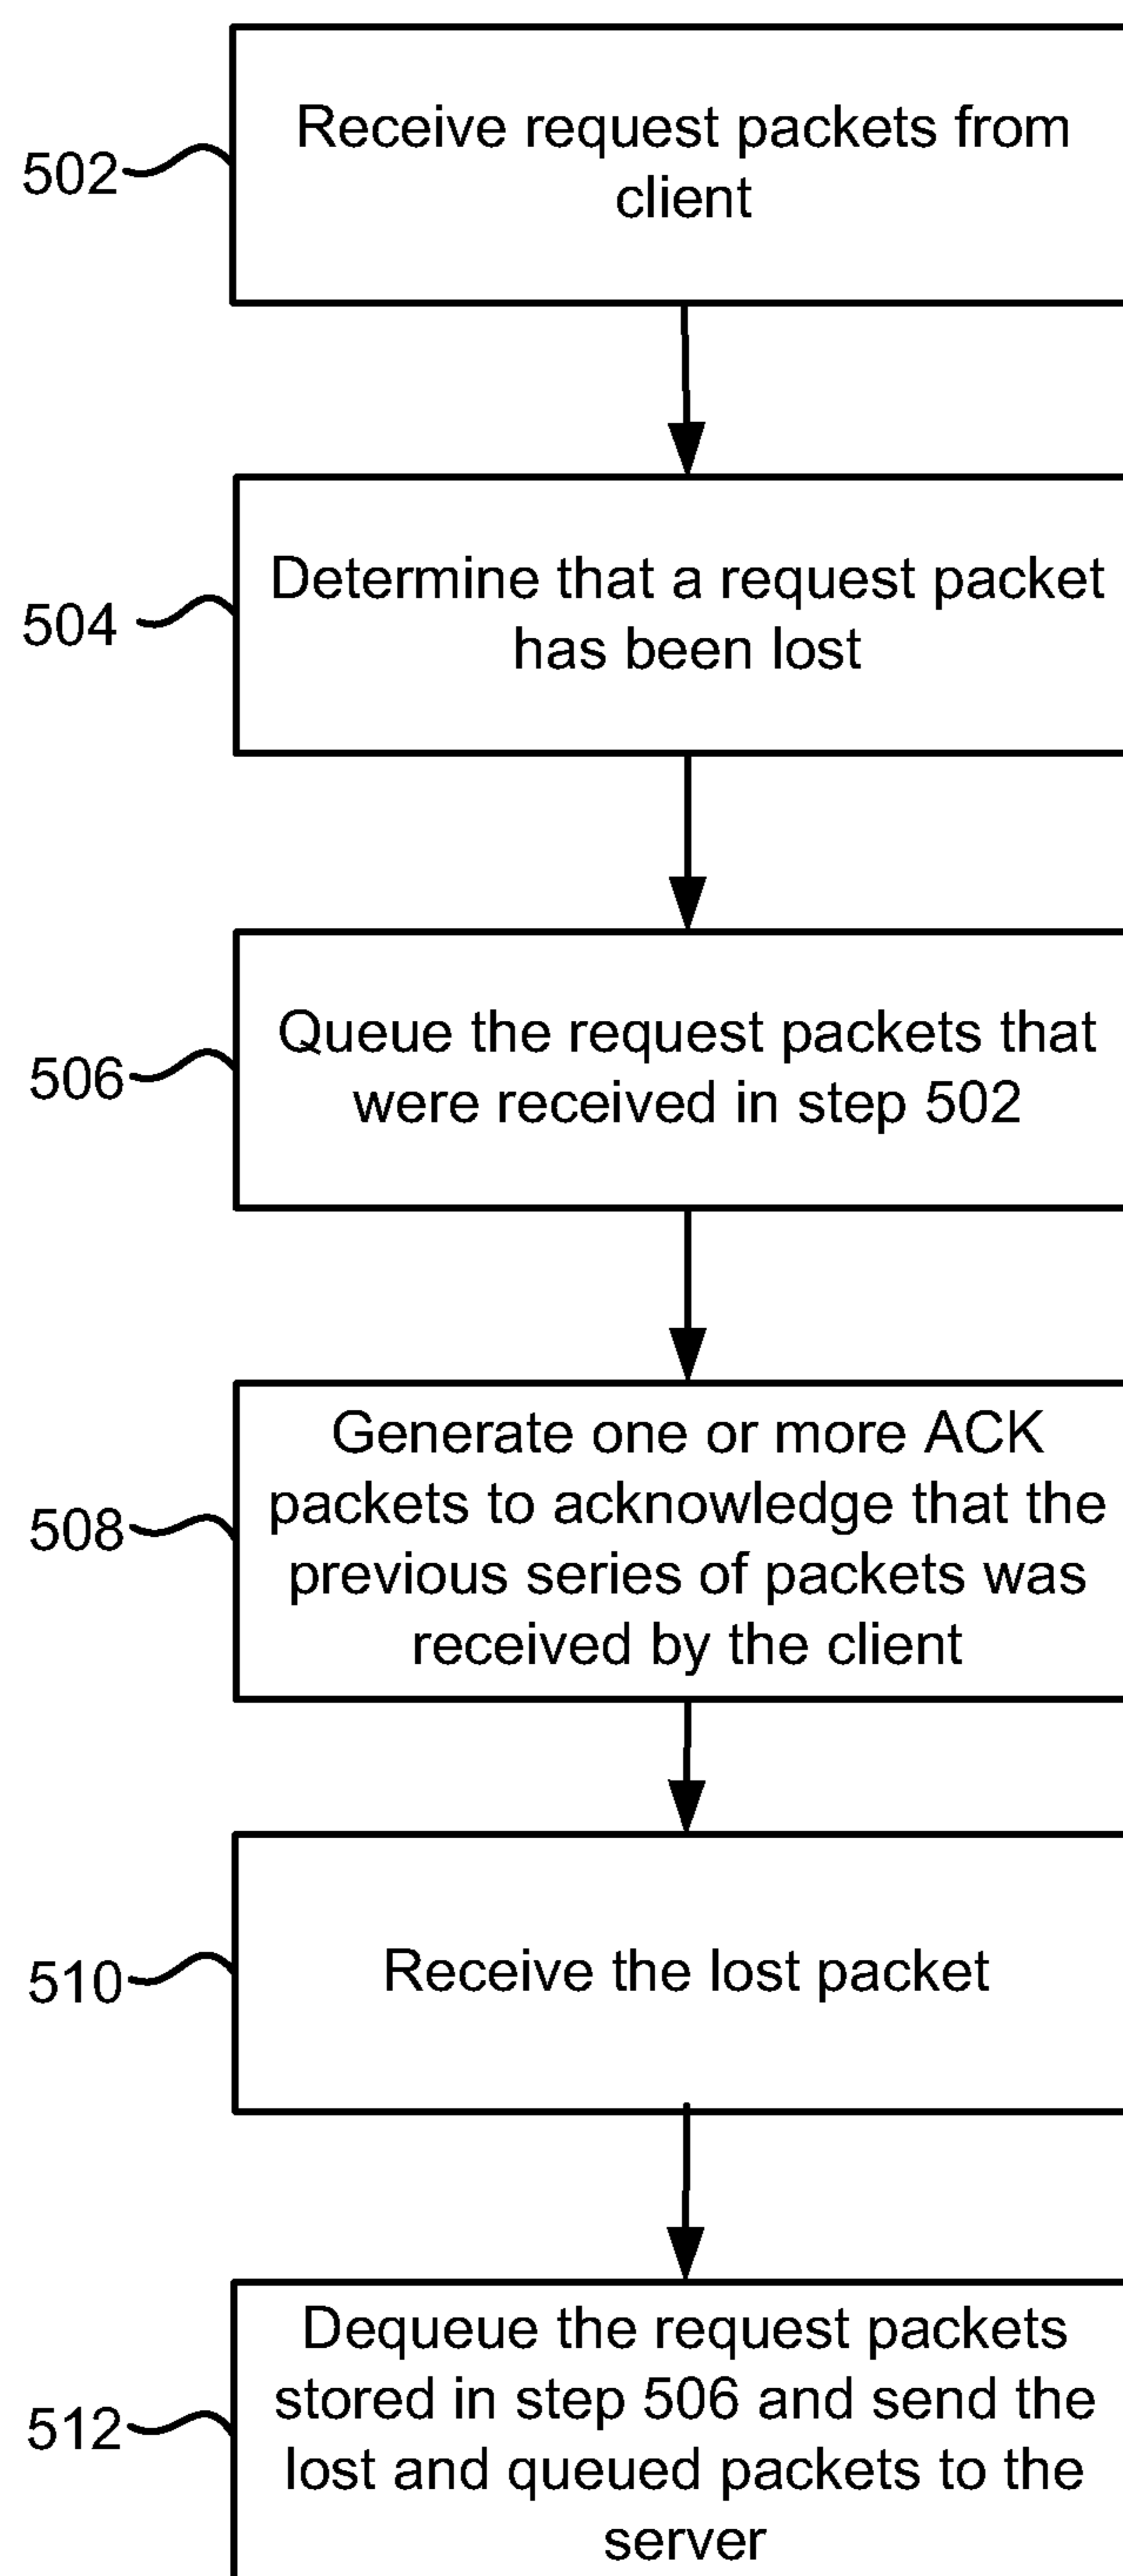 Receive request packets from
client
502
Determine that a request packet
has been lost
504
Queue the request packets that
were received in step 502
506
Generate one or more ACK
packets to acknowledge that the
previous series of packets was
received by the client
508
Receive the lost packet
510
Dequeue the request packets
stored in step 506 and send the
lost and queued packets to the
server
512